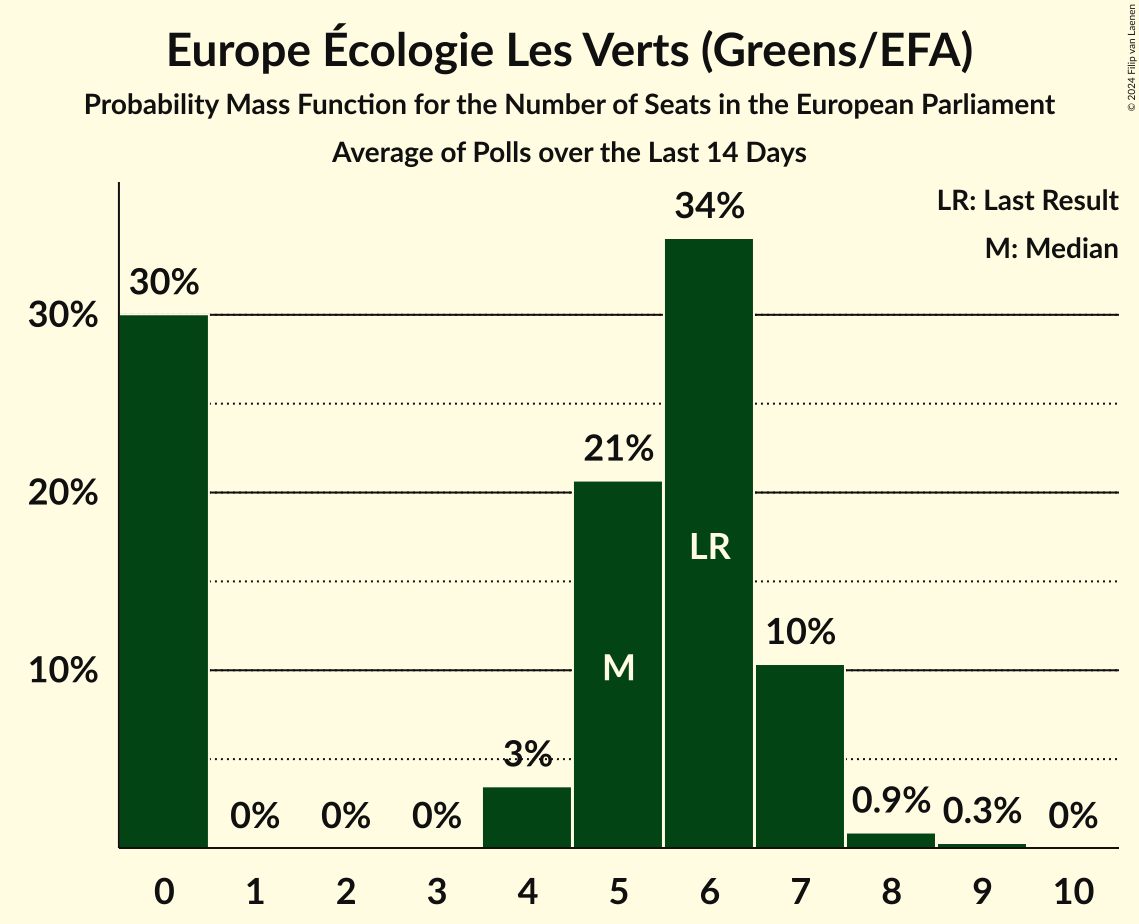 Europe Écologie Les Verts (Greens/EFA)
Probability Mass Function for the Number of Seats in the European Parliament
Average of Polls over the Last 14 Days
© 2024 Filip van Laenen
LR: Last Result
M: Median
34%
30%
30%
21%
20%
LR
10%
M
10%
3%
0.9%
0.3%
0%
0%
0%
0%
0 1 2 3 4 5 6 7 8 9 10